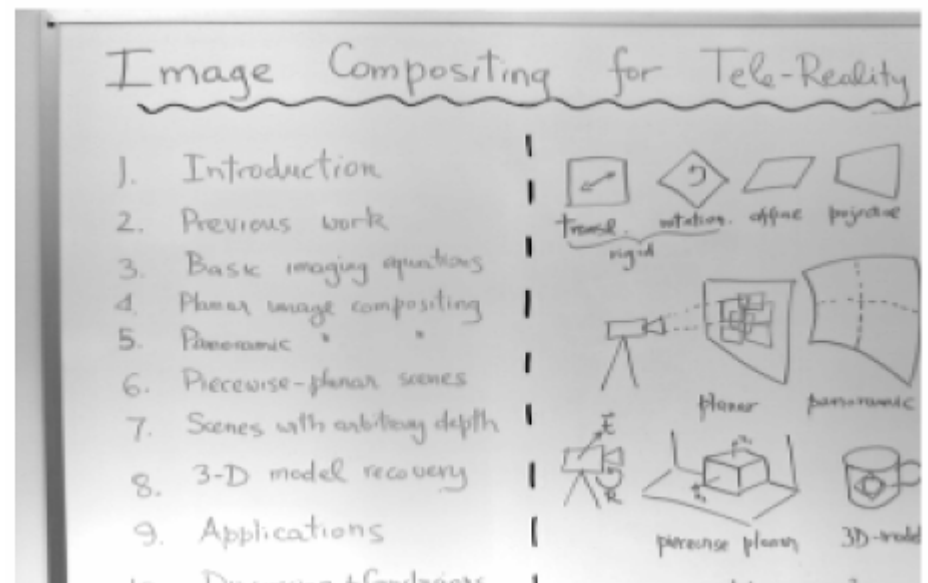 Image Compositing for Tele-Reality
1. Introduction
2. Previous work
3. Basic imaging equations
4. Planar image compositing
5. Panoramic " "
6. Piecewise-planar scenes
7. Scenes with arbitrary depth
8. 3-D model recovery
9. Applications
transl. rotation. affine projective
rigid
planar panoramic
t
R
piecewise planar 3D-model